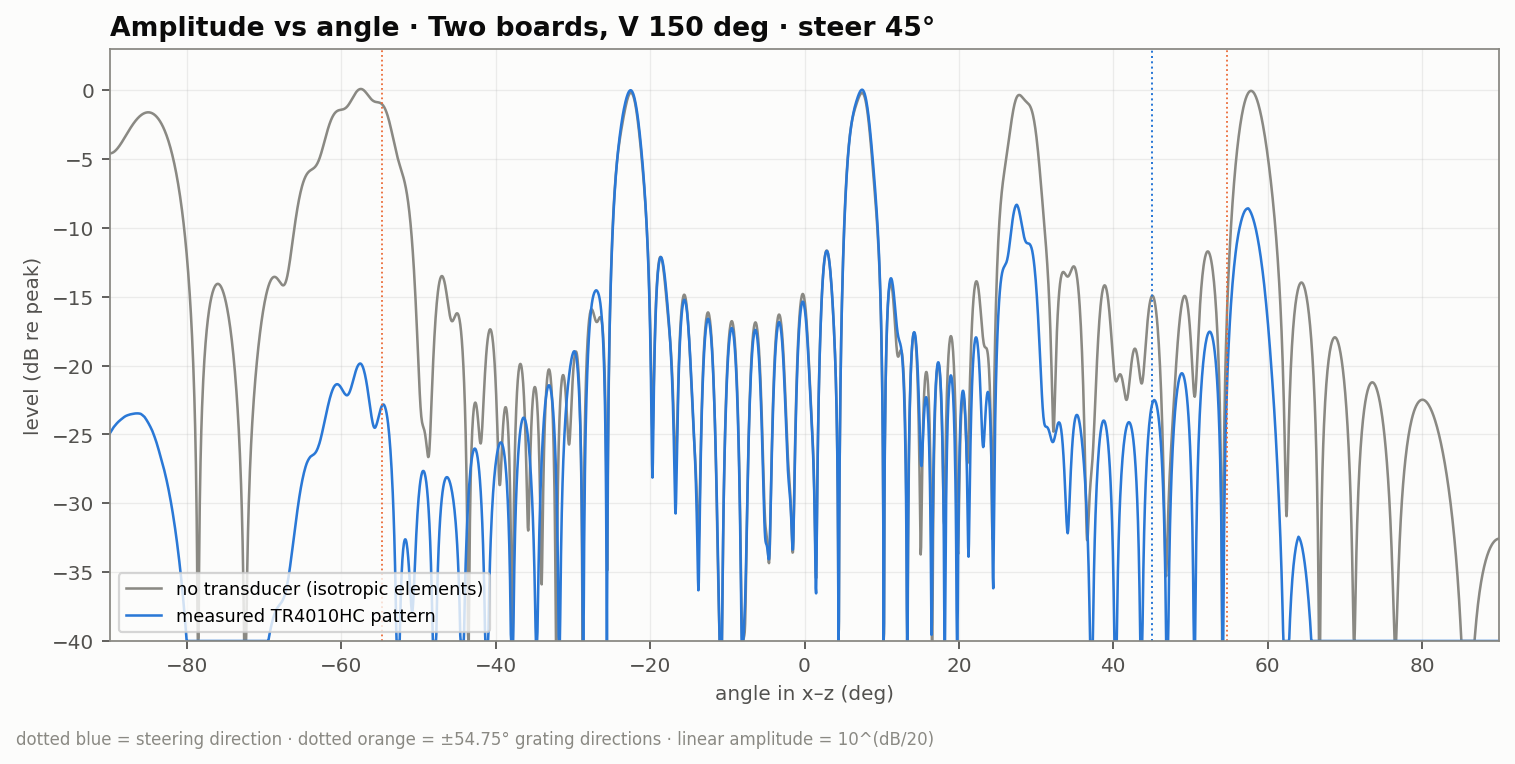 Amplitude vs angle · Two boards, V 150 deg · steer 45°
0
−5
−10
−15
−20
−25
−30
−35
−40
level (dB re peak)
no transducer (isotropic elements)
measured TR4010HC pattern
−80 −60 −40 −20 0 20 40 60 80
angle in x–z (deg)
dotted blue = steering direction · dotted orange = ±54.75° grating directions · linear amplitude = 10^(dB/20)